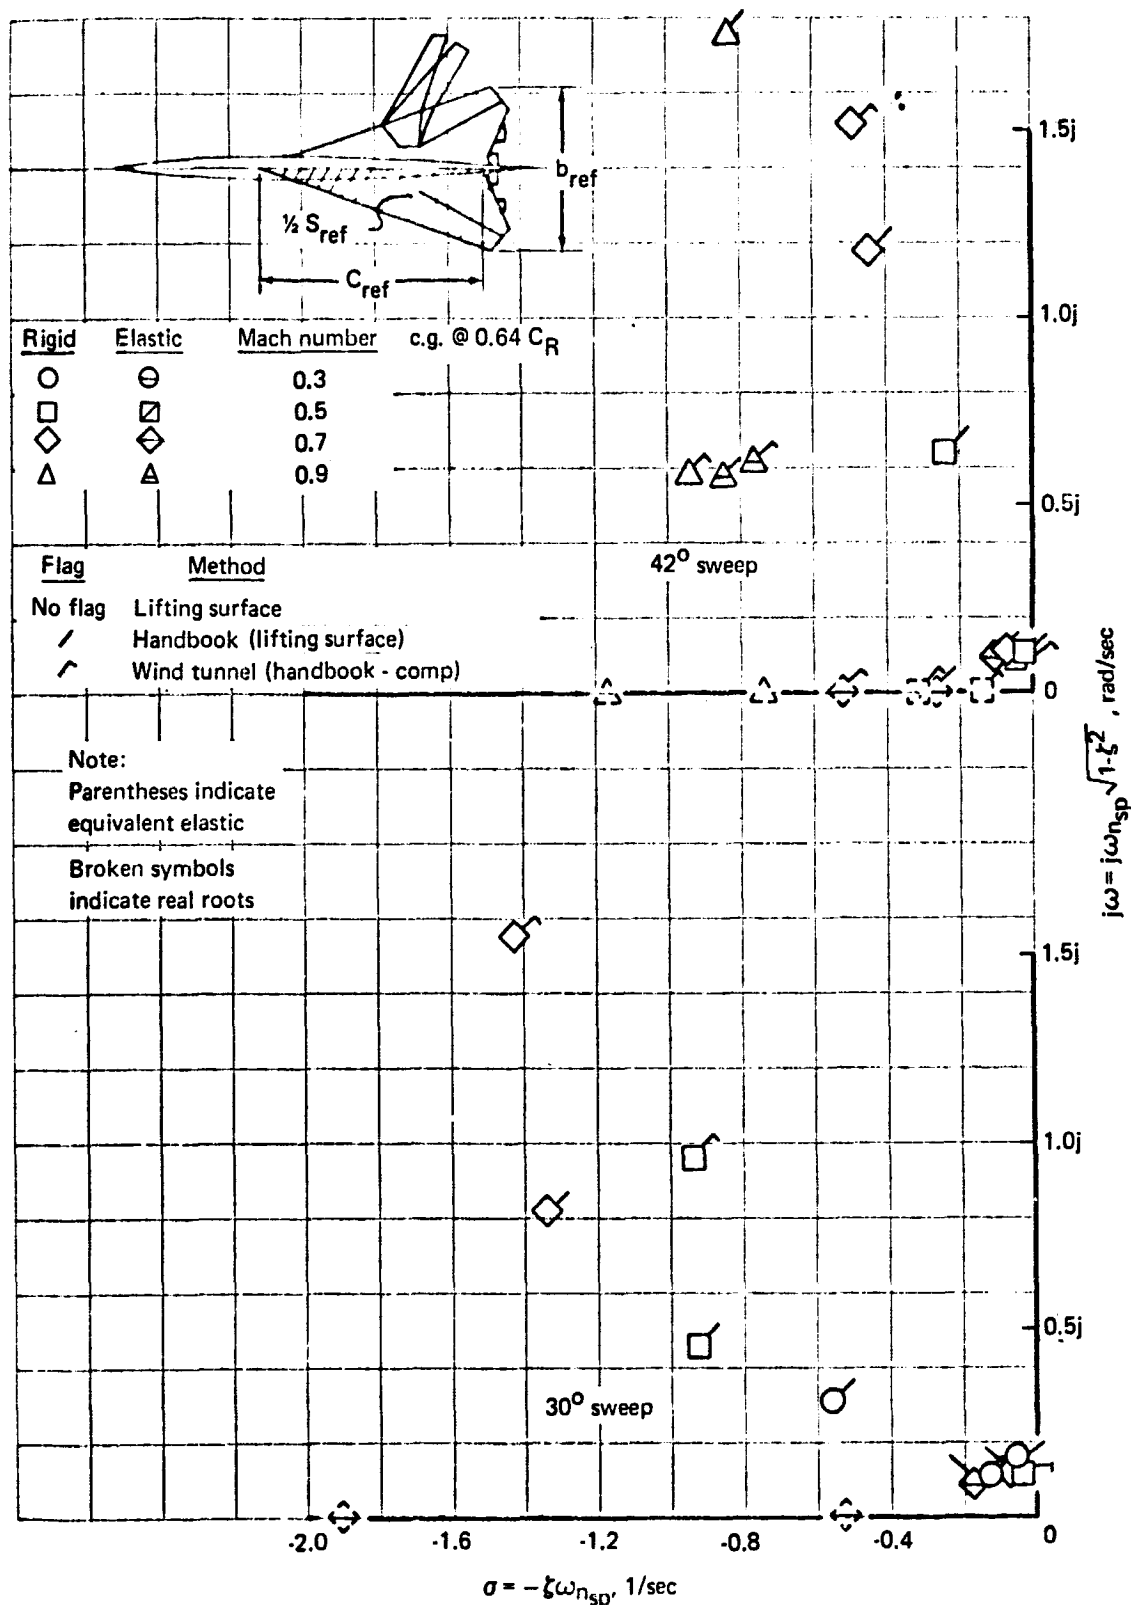 1.5j
b_ref
½ S_ref
C_ref
1.0j
Rigid Elastic Mach number c.g. @ 0.64 C_R
0.3
0.5
0.7
0.9
0.5j
Flag Method
42° sweep
No flag Lifting surface
Handbook (lifting surface)
Wind tunnel (handbook - comp)
0
jω = jω_n_sp √1-ζ², rad/sec
Note:
Parentheses indicate
equivalent elastic
Broken symbols
indicate real roots
1.5j
1.0j
0.5j
30° sweep
0
-2.0 -1.6 -1.2 -0.8 -0.4
σ = -ζω_n_sp, 1/sec